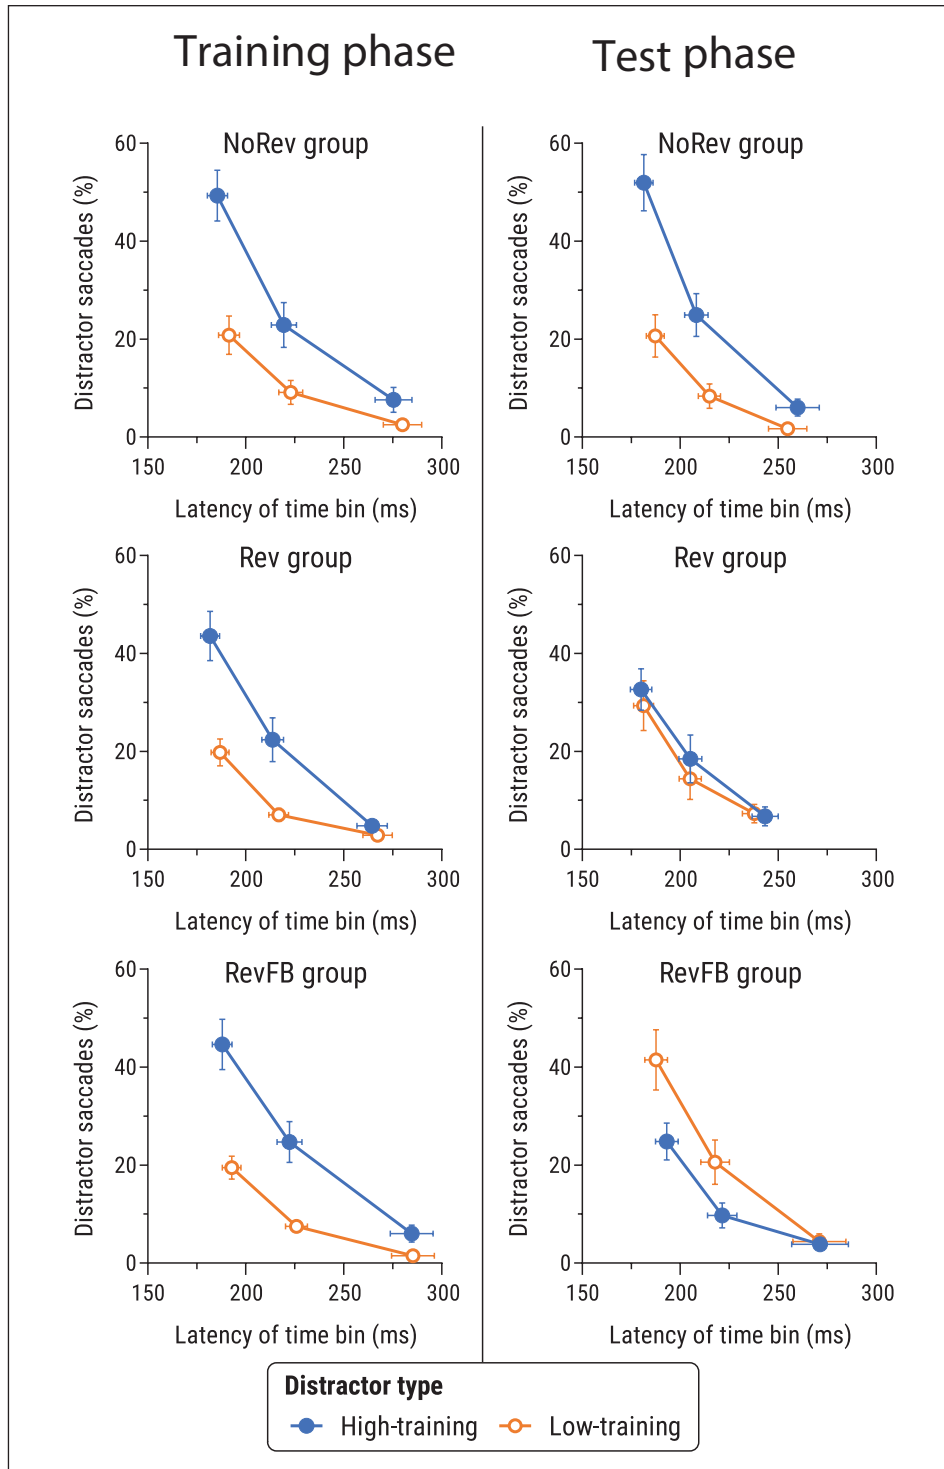 Training phase
Test phase
NoRev group
60
40
20
0
Distractor saccades (%)
150 200 250 300
Latency of time bin (ms)
NoRev group
60
40
20
0
Distractor saccades (%)
150 200 250 300
Latency of time bin (ms)
Rev group
60
40
20
0
Distractor saccades (%)
150 200 250 300
Latency of time bin (ms)
Rev group
60
40
20
0
Distractor saccades (%)
150 200 250 300
Latency of time bin (ms)
RevFB group
60
40
20
0
Distractor saccades (%)
150 200 250 300
Latency of time bin (ms)
RevFB group
60
40
20
0
Distractor saccades (%)
150 200 250 300
Latency of time bin (ms)
Distractor type
High-training Low-training